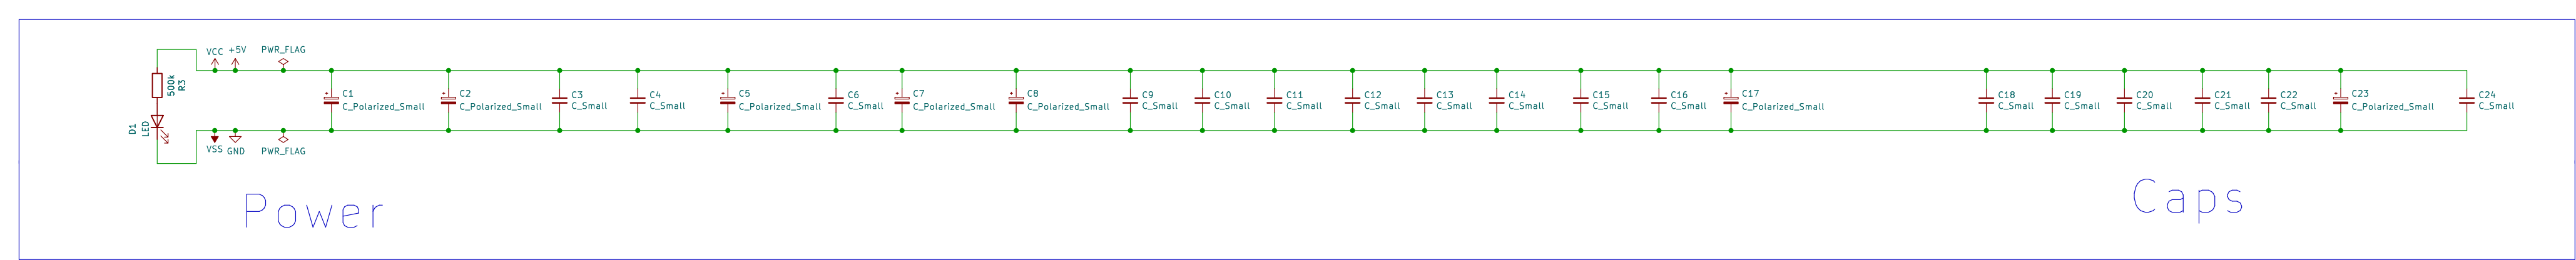 VCC
+5V
PWR_FLAG
500k
R3
D1
LED
VSS
GND
PWR_FLAG
C1
C_Polarized_Small
C2
C_Polarized_Small
C3
C_Small
C4
C_Small
C5
C_Polarized_Small
C6
C_Small
C7
C_Polarized_Small
C8
C_Polarized_Small
C9
C_Small
C10
C_Small
C11
C_Small
C12
C_Small
C13
C_Small
C14
C_Small
C15
C_Small
C16
C_Small
C17
C_Polarized_Small
C18
C_Small
C19
C_Small
C20
C_Small
C21
C_Small
C22
C_Small
C23
C_Polarized_Small
C24
C_Small
Power
Caps